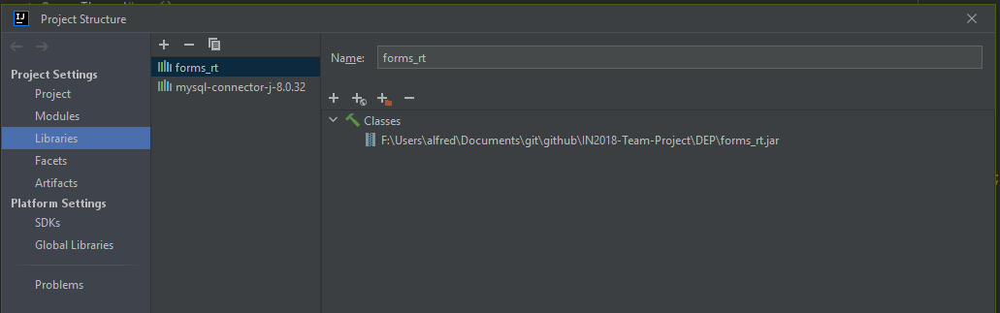 Project Structure
Project Settings
Project
Modules
Libraries
Facets
Artifacts
Platform Settings
SDKs
Global Libraries
Problems
forms_rt
mysql-connector-j-8.0.32
Name: forms_rt
Classes
F:\Users\alfred\Documents\git\github\IN2018-Team-Project\DEP\forms_rt.jar